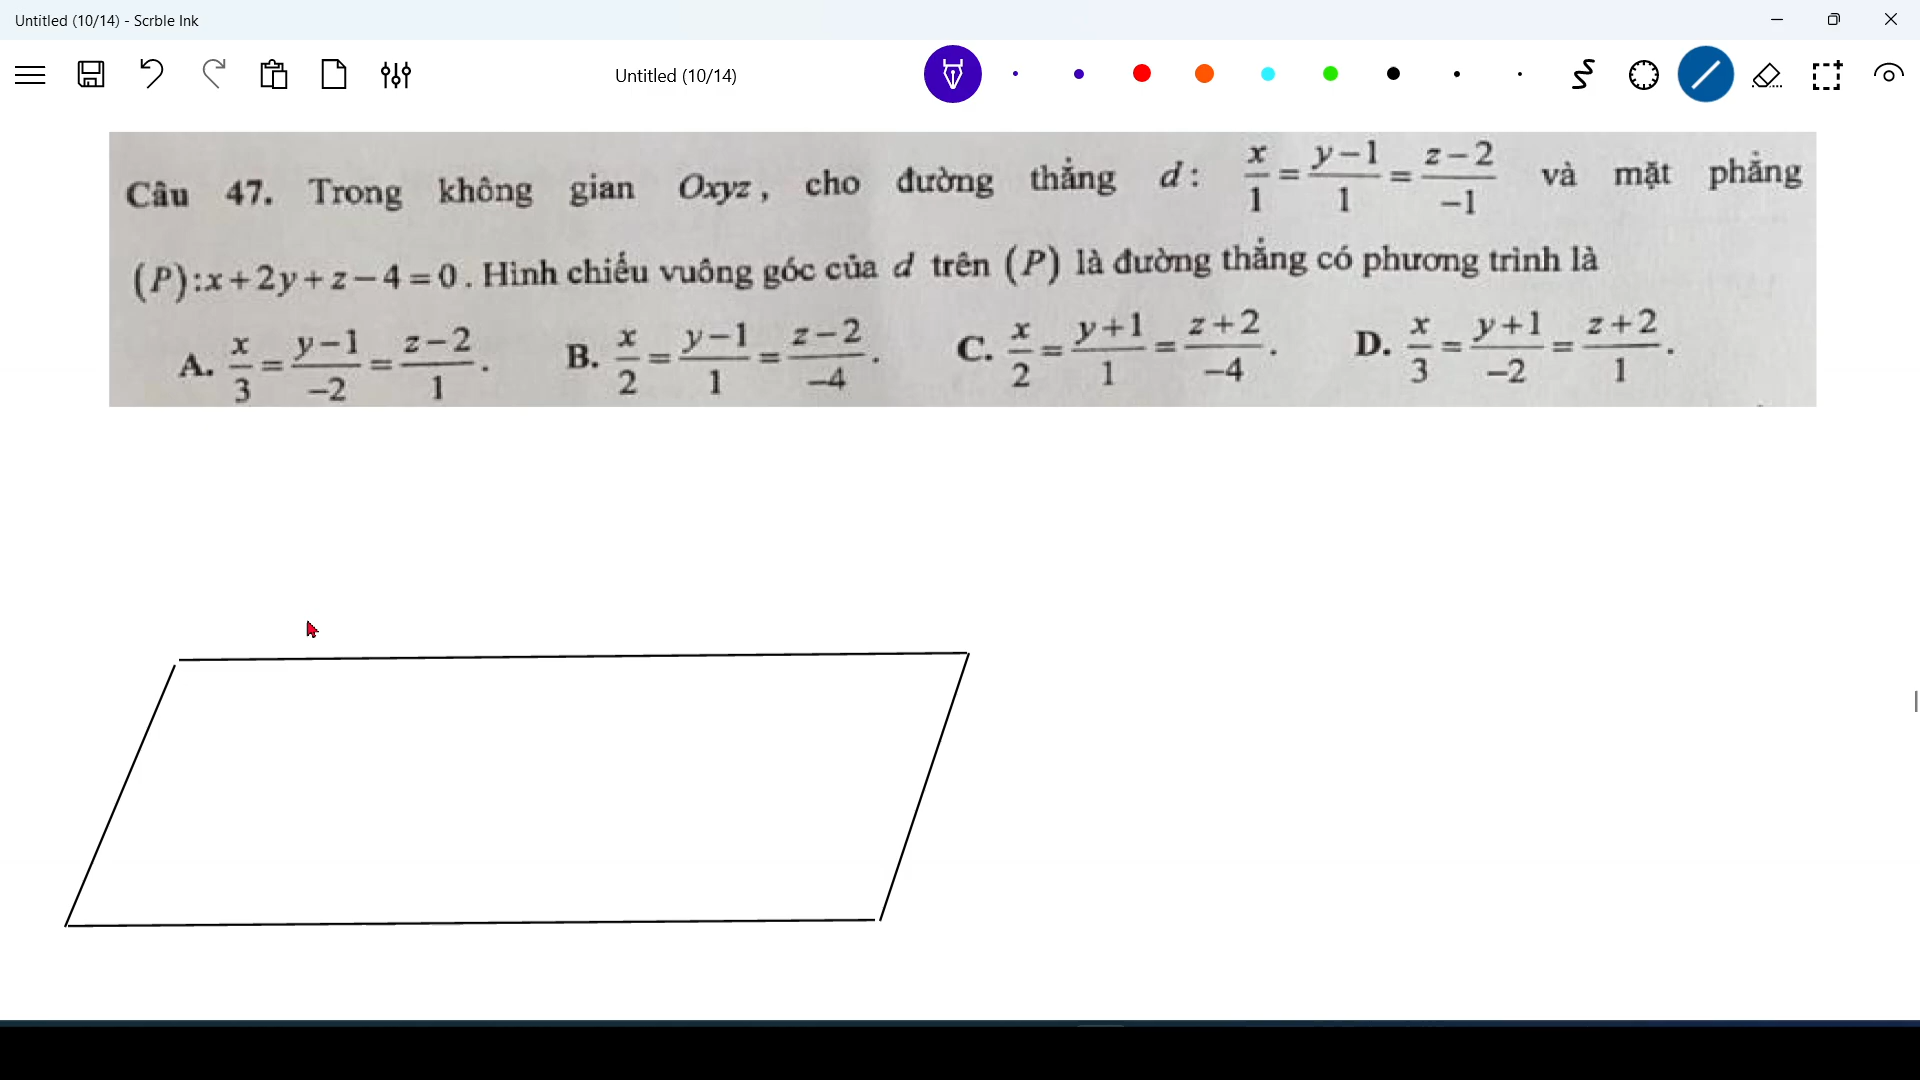 Untitled (10/14) - Scrble Ink
Untitled (10/14)
Câu 47. Trong không gian Oxyz, cho đường thẳng d: x/1 = (y−1)/1 = (z−2)/−1 và mặt phẳng
(P): x + 2y + z − 4 = 0. Hình chiếu vuông góc của d trên (P) là đường thẳng có phương trình là
A. x/3 = (y−1)/−2 = (z−2)/1. B. x/2 = (y−1)/1 = (z−2)/−4. C. x/2 = (y+1)/1 = (z+2)/−4. D. x/3 = (y+1)/−2 = (z+2)/1.